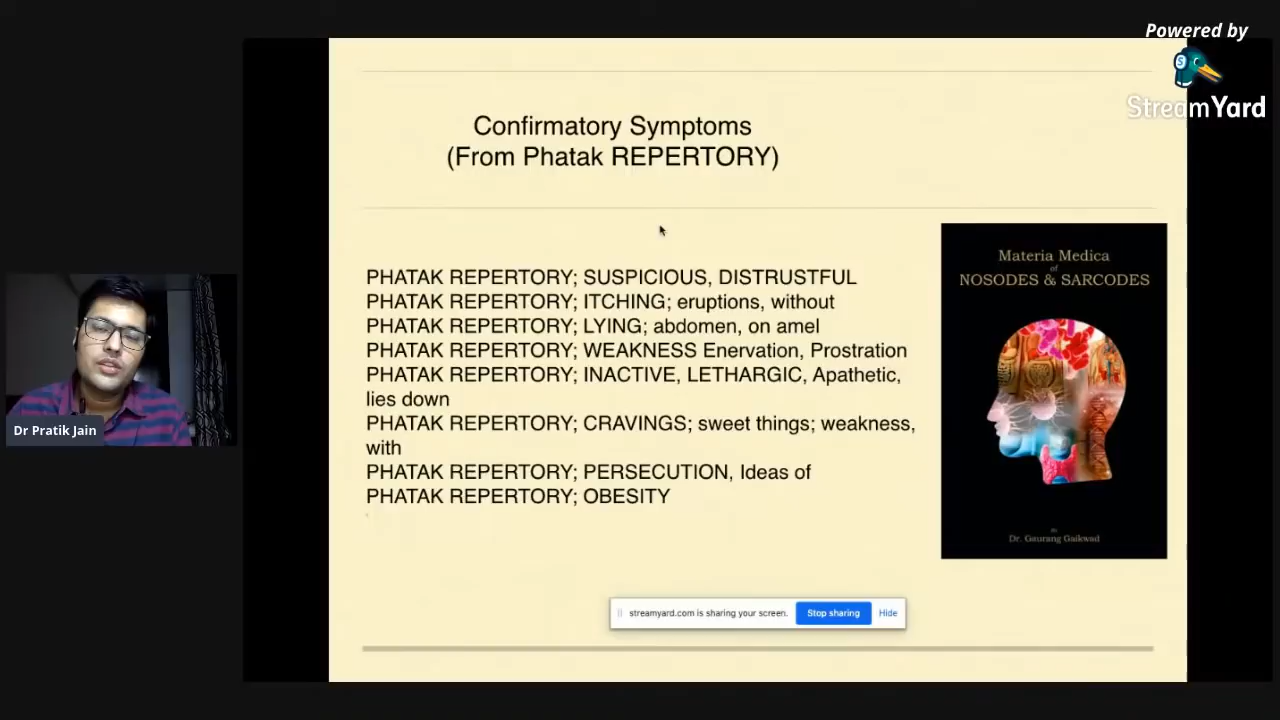 Powered by
StreamYard
Confirmatory Symptoms
(From Phatak REPERTORY)
PHATAK REPERTORY; SUSPICIOUS, DISTRUSTFUL
PHATAK REPERTORY; ITCHING; eruptions, without
PHATAK REPERTORY; LYING; abdomen, on amel
PHATAK REPERTORY; WEAKNESS Enervation, Prostration
PHATAK REPERTORY; INACTIVE, LETHARGIC, Apathetic,
lies down
PHATAK REPERTORY; CRAVINGS; sweet things; weakness,
with
PHATAK REPERTORY; PERSECUTION, Ideas of
PHATAK REPERTORY; OBESITY
Materia Medica
of
NOSODES & SARCODES
BY
Dr. Gaurang Gaikwad
Dr Pratik Jain
streamyard.com is sharing your screen.
Stop sharing
Hide